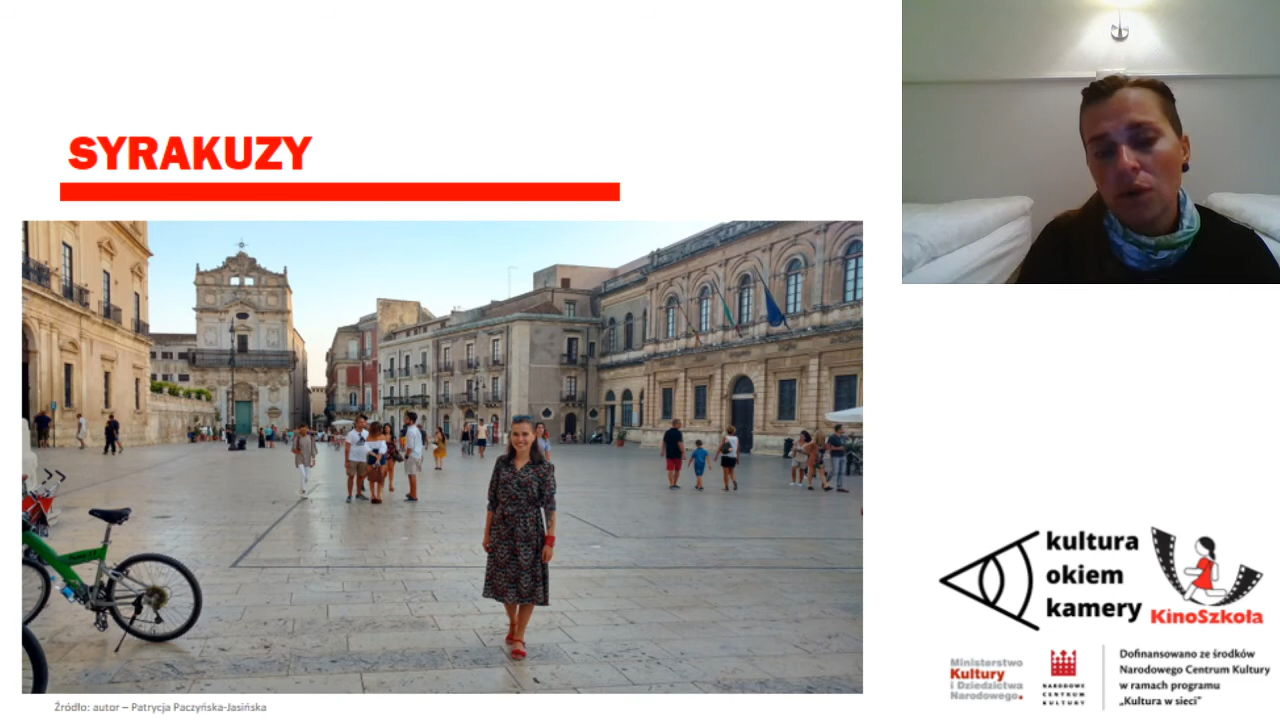 SYRAKUZY
Źródło: autor – Patrycja Paczyńska-Jasińska
kultura
okiem
kamery
KinoSzkoła
Ministerstwo
Kultury
i Dziedzictwa
Narodowego.
NARODOWE
CENTRUM
KULTURY
Dofinansowano ze środków
Narodowego Centrum Kultury
w ramach programu
„Kultura w sieci”